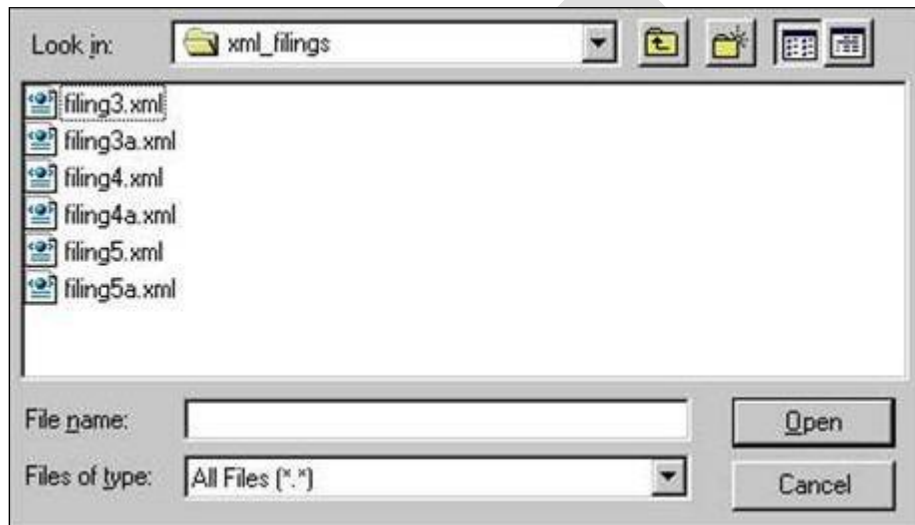 Look in: xml_filings
filing3.xml
filing3a.xml
filing4.xml
filing4a.xml
filing5.xml
filing5a.xml
File name:
Open
Files of type: All Files (*.*)
Cancel